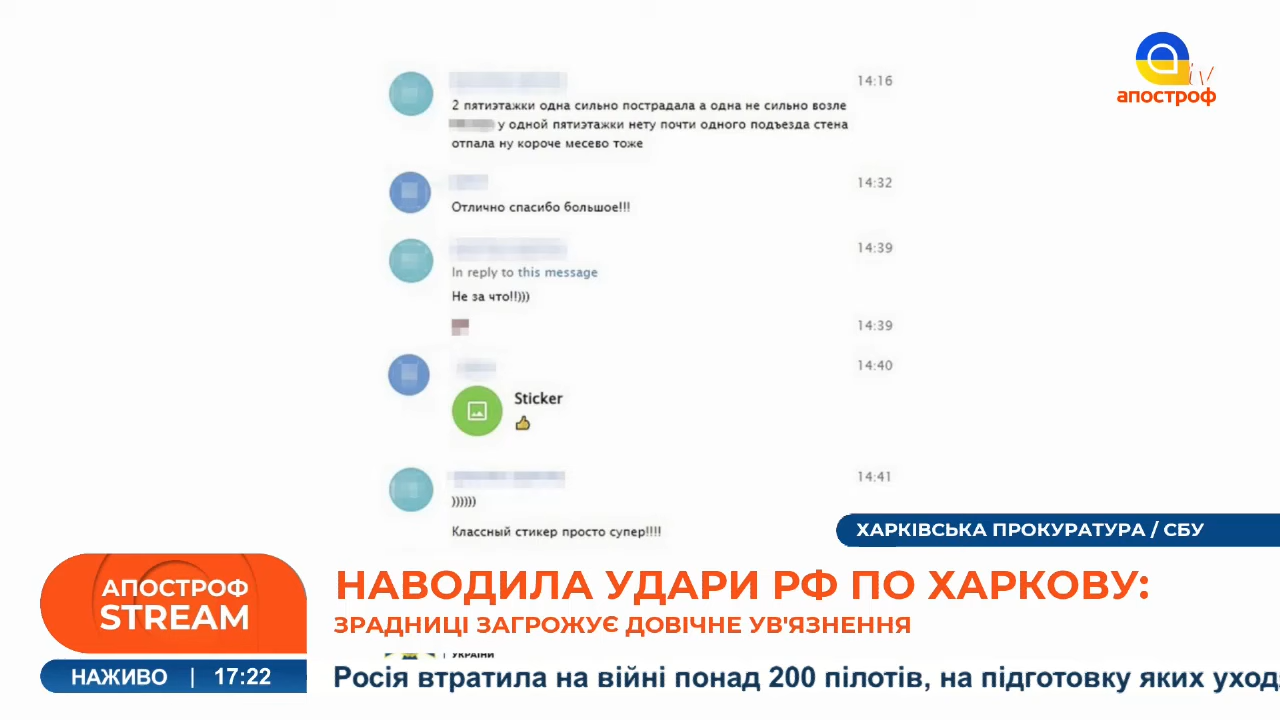 14:16
2 пятиэтажки одна сильно пострадала а одна не сильно возле
у одной пятиэтажки нету почти одного подъезда стена
отпала ну короче месево тоже
14:32
Отлично спасибо большое!!!
14:39
In reply to this message
Не за что!!)))
14:39
14:40
Sticker
14:41
))))))
Классный стикер просто супер!!!!
tv
апостроф
ХАРКІВСЬКА ПРОКУРАТУРА / СБУ
АПОСТРОФ
STREAM
НАВОДИЛА УДАРИ РФ ПО ХАРКОВУ:
ЗРАДНИЦІ ЗАГРОЖУЄ ДОВІЧНЕ УВ'ЯЗНЕННЯ
УКРАЇНИ
НАЖИВО | 17:22
Росія втратила на війні понад 200 пілотів, на підготовку яких уход